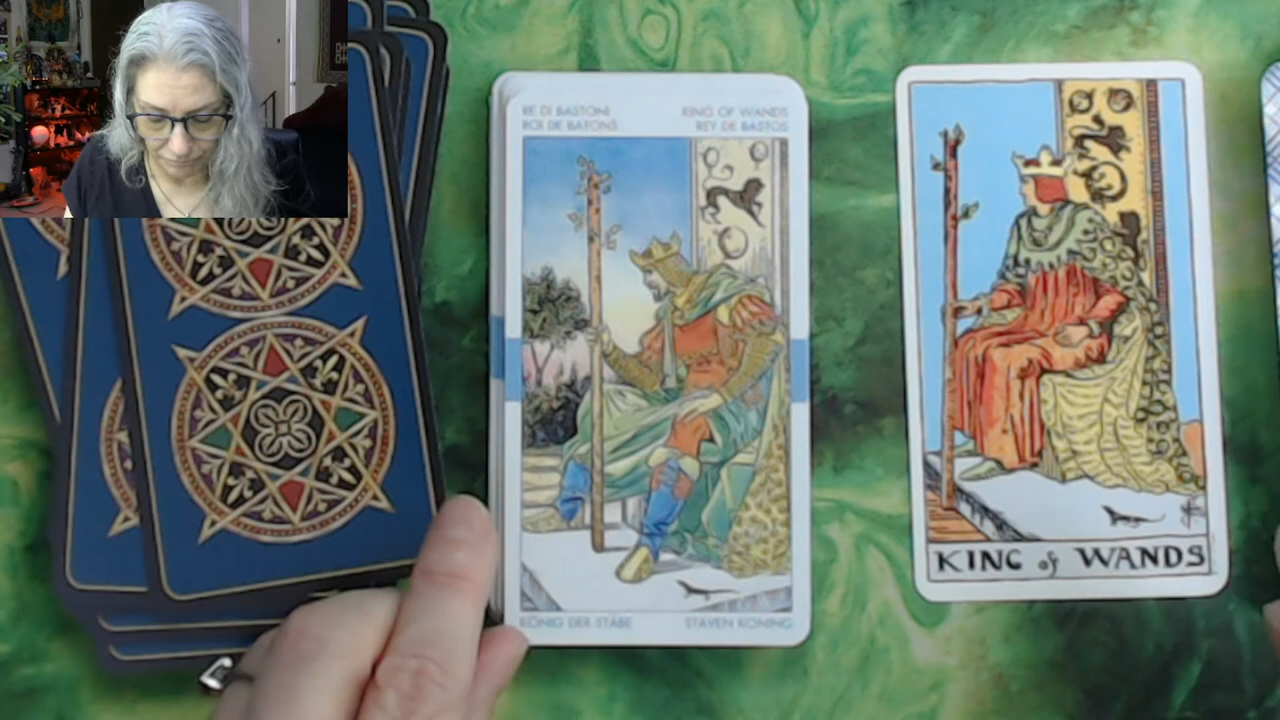 RE DI BASTONI
ROI DE BATONS
KING OF WANDS
REY DE BASTOS
KÖNIG DER STÄBE
STAVEN KONING
KING of WANDS